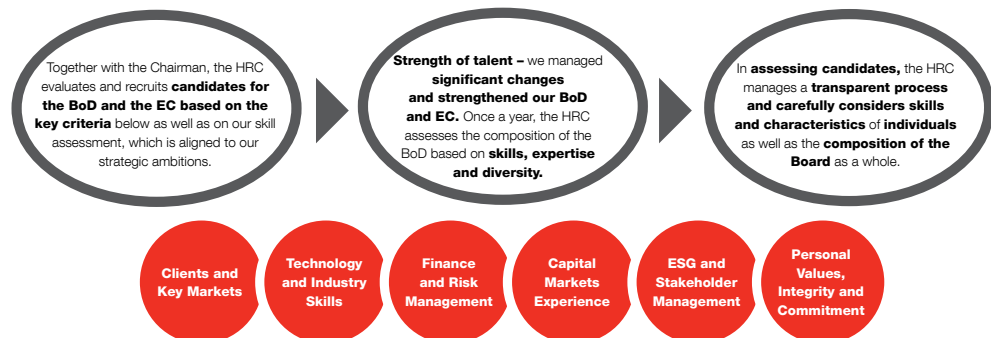 Together with the Chairman, the HRC
evaluates and recruits candidates for
the BoD and the EC based on the
key criteria below as well as on our skill
assessment, which is aligned to our
strategic ambitions.
Strength of talent – we managed
significant changes
and strengthened our BoD
and EC. Once a year, the HRC
assesses the composition of the
BoD based on skills, expertise
and diversity.
In assessing candidates, the HRC
manages a transparent process
and carefully considers skills
and characteristics of individuals
as well as the composition of the
Board as a whole.
Clients and
Key Markets
Technology
and Industry
Skills
Finance
and Risk
Management
Capital
Markets
Experience
ESG and
Stakeholder
Management
Personal
Values,
Integrity and
Commitment